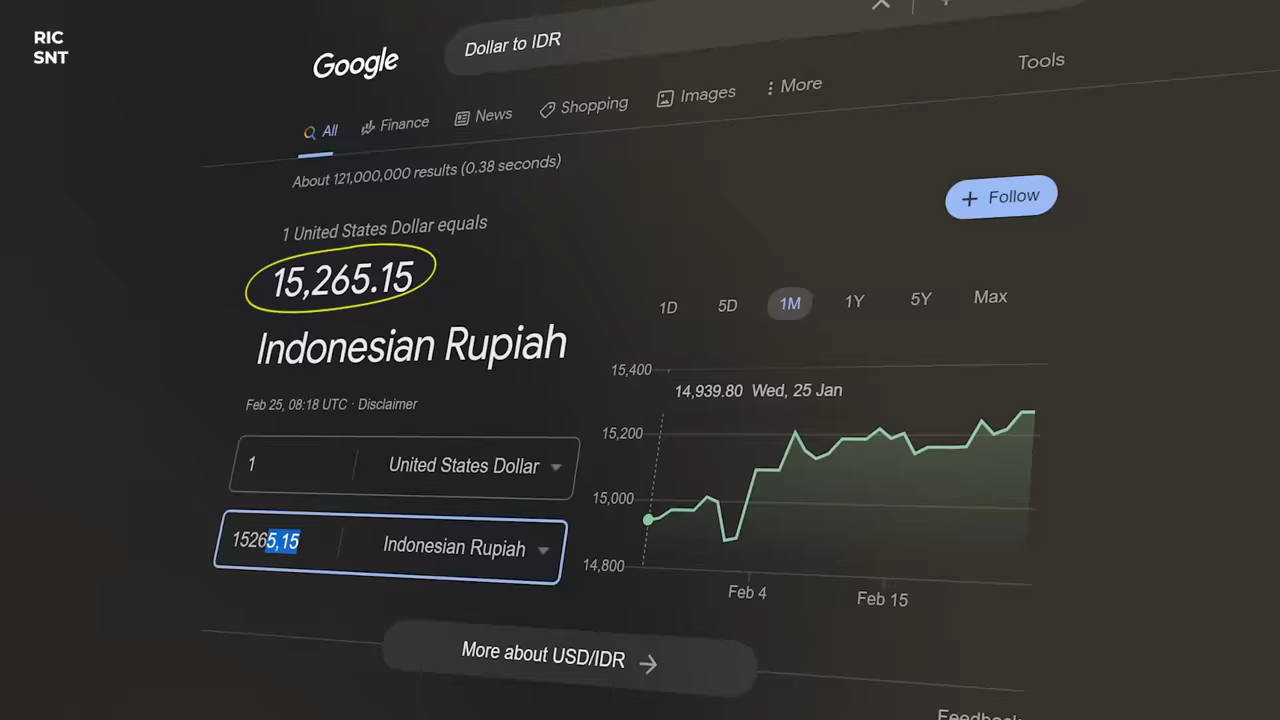 RIC
SNT
Google
Dollar to IDR
All
Finance
News
Shopping
Images
More
Tools
About 121,000,000 results (0.38 seconds)
Follow
1 United States Dollar equals
15,265.15
Indonesian Rupiah
Feb 25, 08:18 UTC · Disclaimer
1
United States Dollar
15265,15
Indonesian Rupiah
1D
5D
1M
1Y
5Y
Max
15,400
14,939.80 Wed, 25 Jan
15,200
15,000
14,800
Feb 4
Feb 15
More about USD/IDR
Feedback